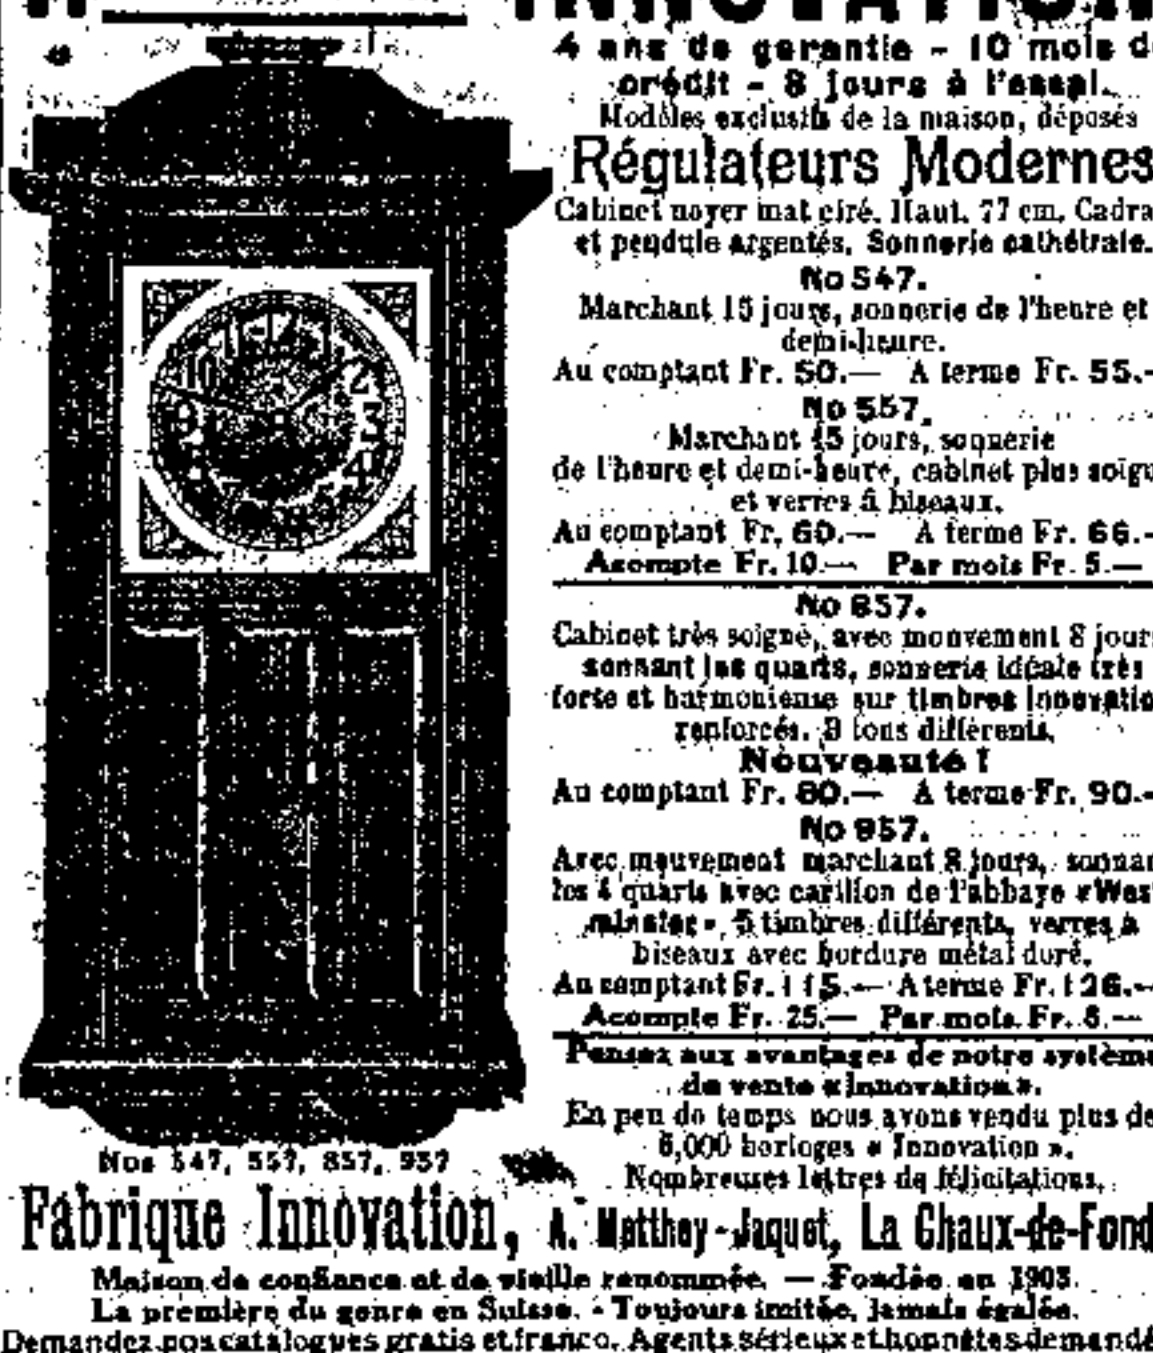 INNOVATION
4 ans de garantie - 10 mois d
crédit - 8 jours à l'essai.
Modèles exclusifs de la maison, déposés
Régulateurs Modernes
Cabinet noyer mat ciré. Haut. 77 cm. Cadra
et pendule argentés. Sonnerie cathédrale.
No 547.
Marchant 15 jours, sonnerie de l'heure et
demi-heure.
Au comptant Fr. 50.— A terme Fr. 55.-
No 557.
Marchant 15 jours, sonnerie
de l'heure et demi-heure, cabinet plus soign
et verres à biseaux.
Au comptant Fr. 60.— A terme Fr. 66.-
Acompte Fr. 10.— Par mois Fr. 5.—
No 857.
Cabinet très soigné, avec mouvement 8 jours
sonnant les quarts, sonnerie idéale très
forte et harmonieuse sur timbres Innovatio
renforcés. 3 tons différents.
Nouveauté !
Au comptant Fr. 80.— A terme Fr. 90.-
No 957.
Avec mouvement marchant 8 jours, sonnan
les 4 quarts avec carillon de l'abbaye «West
minster», 5 timbres différents, verres à
biseaux avec bordure métal doré.
Au comptant Fr. 115.— A terme Fr. 126.—
Acompte Fr. 25.— Par mois Fr. 6.—
Pensez aux avantages de notre système
de vente «Innovation».
En peu de temps nous avons vendu plus de
6,000 horloges « Innovation ».
Nombreuses lettres de félicitations.
Nos 547, 557, 857, 957
Fabrique Innovation, A. Matthey-Jaquet, La Chaux-de-Fond
Maison de confiance et de vieille renommée. — Fondée en 1903.
La première du genre en Suisse. - Toujours imitée, jamais égalée.
Demandez nos catalogues gratis et franco. Agents sérieux et honnêtes demandé